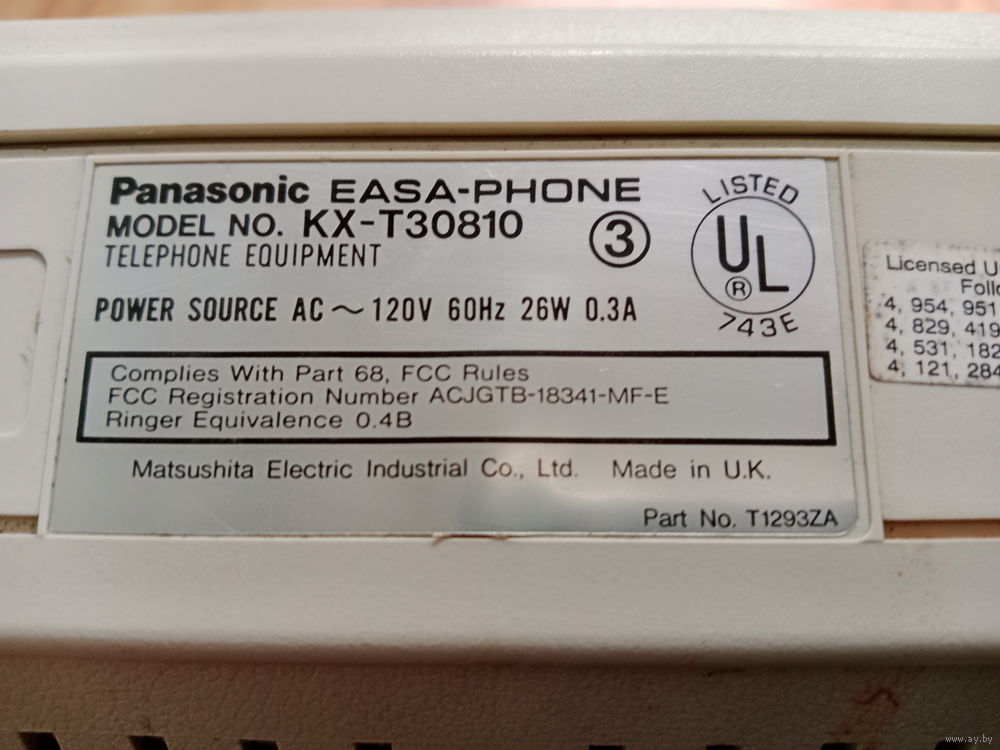 Panasonic EASA-PHONE
MODEL NO. KX-T30810
TELEPHONE EQUIPMENT
3
POWER SOURCE AC ~ 120V 60Hz 26W 0.3A
LISTED
UL
®
743E
Complies With Part 68, FCC Rules
FCC Registration Number ACJGTB-18341-MF-E
Ringer Equivalence 0.4B
Matsushita Electric Industrial Co., Ltd. Made in U.K.
Part No. T1293ZA
Licensed U
Follo
4, 954, 951
4, 829, 419
4, 531, 182
4, 121, 284
www.ay.by